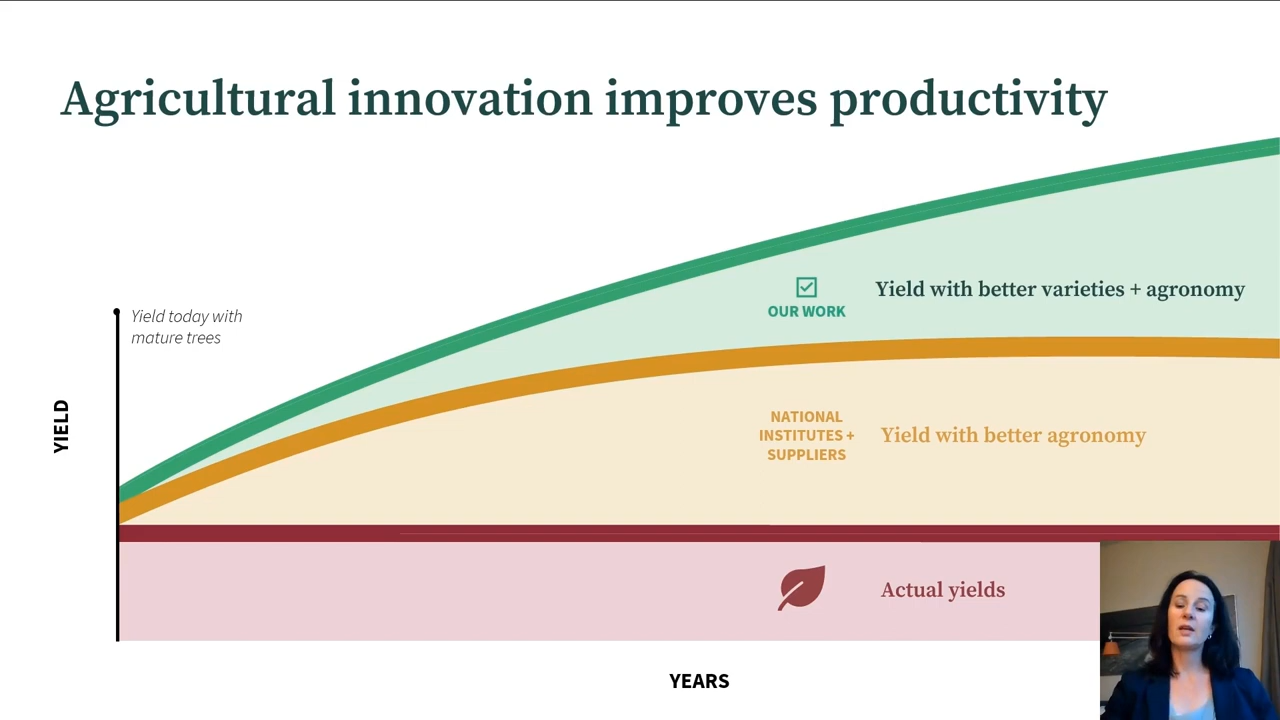 Agricultural innovation improves productivity
Yield today with
mature trees
YIELD
OUR WORK
Yield with better varieties + agronomy
NATIONAL
INSTITUTES +
SUPPLIERS
Yield with better agronomy
Actual yields
YEARS